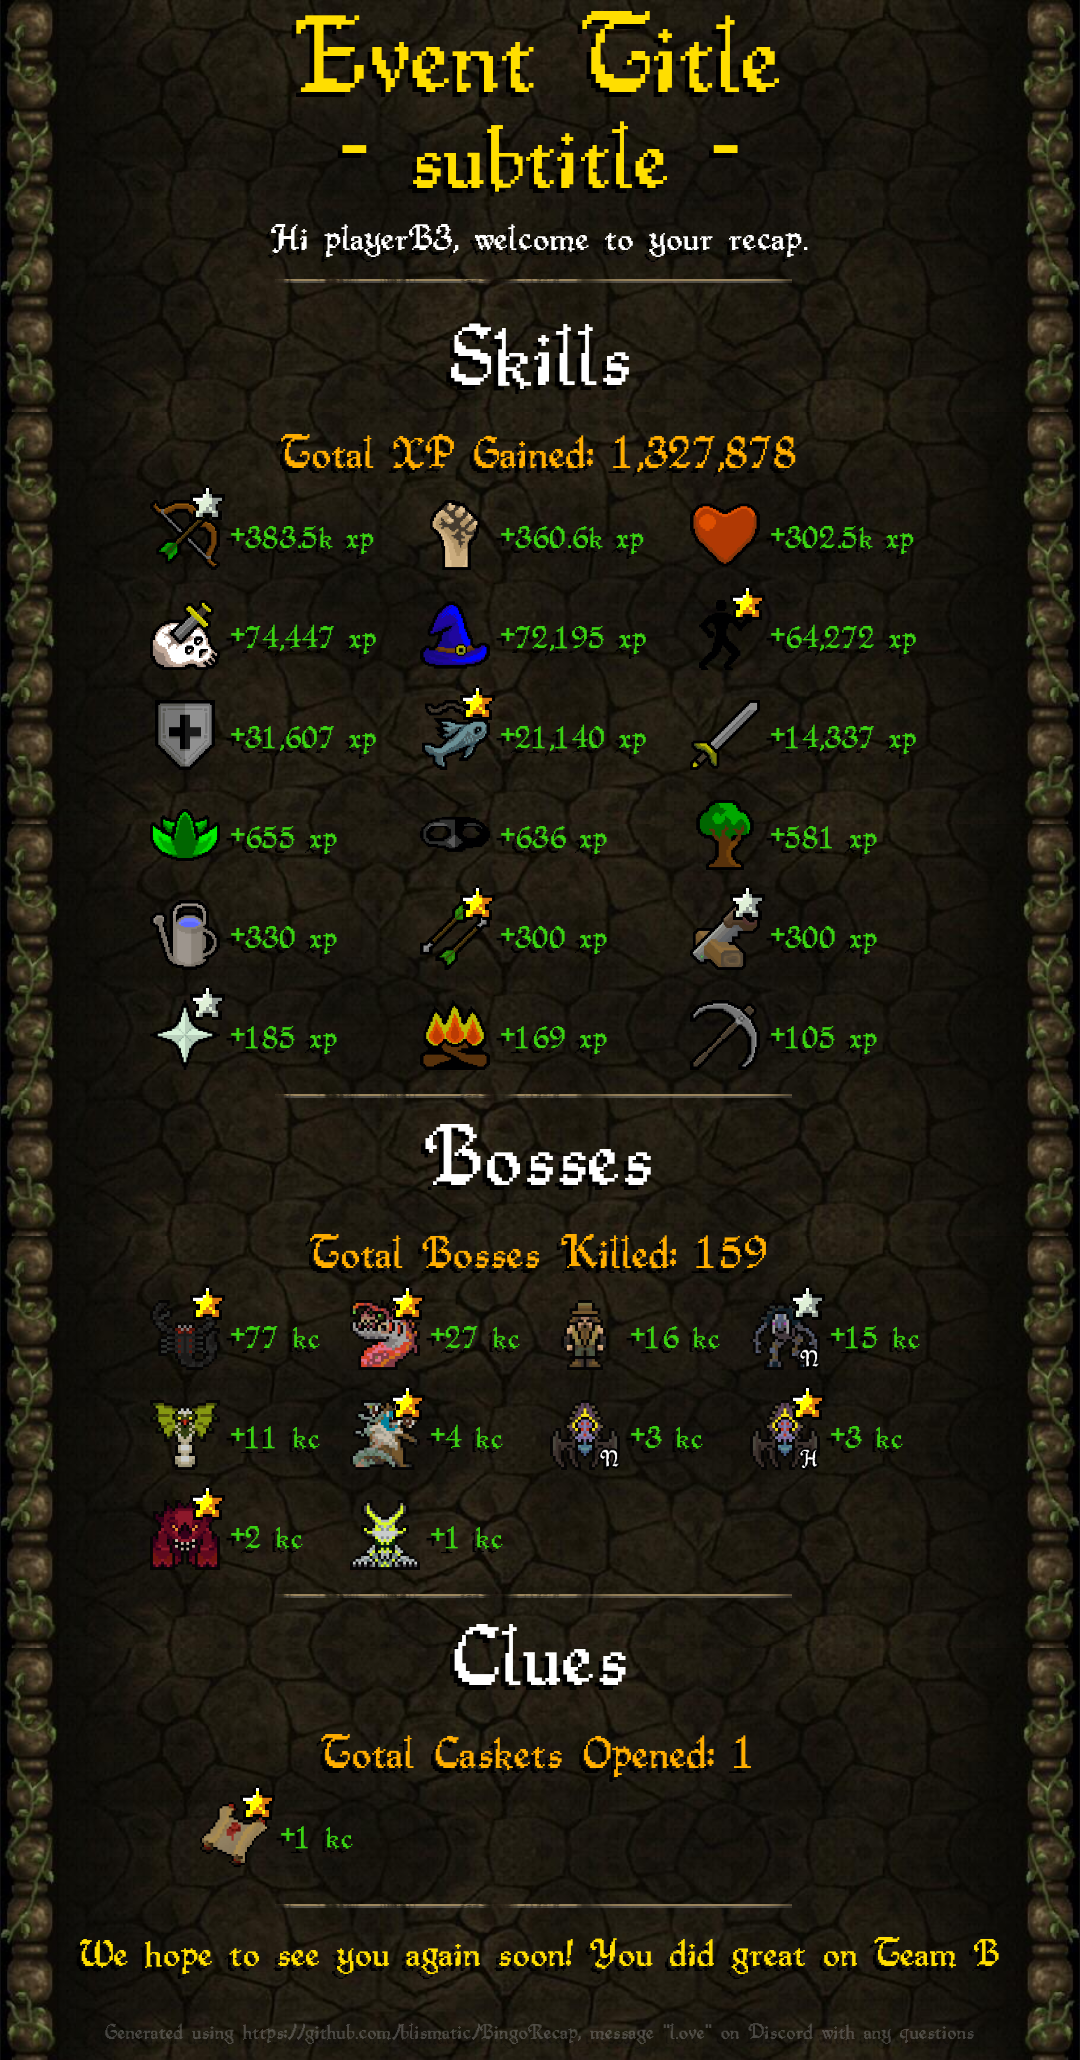 Event Title
- subtitle -
Hi playerB3, welcome to your recap.
Skills
Total XP Gained: 1,327,878
+383.5k xp +360.6k xp +302.5k xp
+74,447 xp +72,195 xp +64,272 xp
+31,607 xp +21,140 xp +14,337 xp
+655 xp +636 xp +581 xp
+330 xp +300 xp +300 xp
+185 xp +169 xp +105 xp
Bosses
Total Bosses Killed: 159
+77 kc +27 kc +16 kc N +15 kc
+11 kc +4 kc N +3 kc H +3 kc
+2 kc +1 kc
Clues
Total Caskets Opened: 1
+1 kc
We hope to see you again soon! You did great on Team B
Generated using https://github.com/blismatic/BingoRecap, message "love" on Discord with any questions